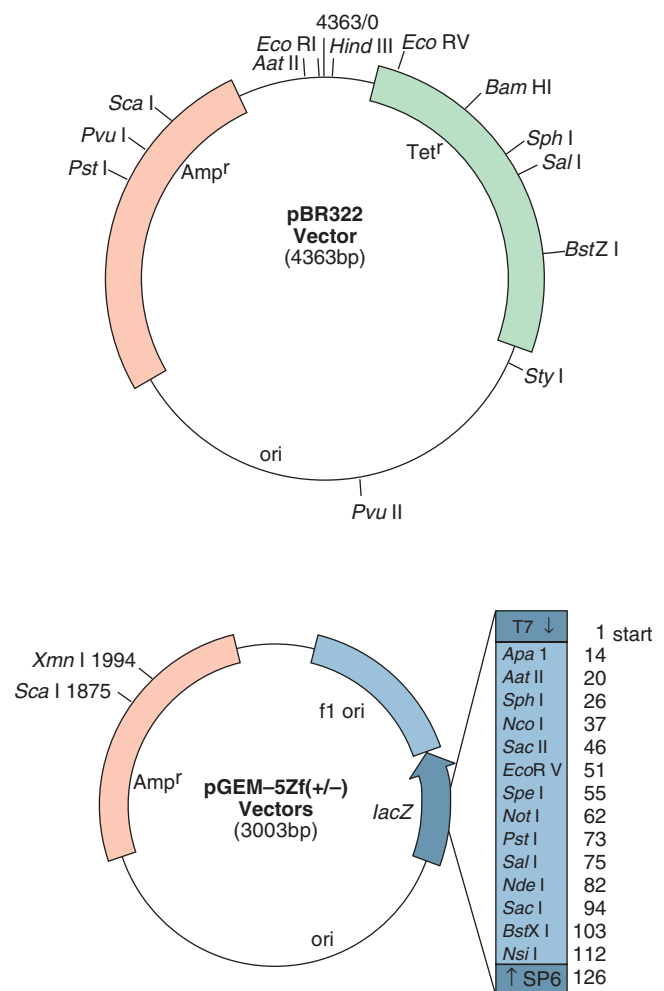 4363/0
Eco RI
Hind III
Eco RV
Aat II
Bam HI
Sca I
Sph I
Pvu I
Tetʳ
Sal I
Pst I
Ampʳ
pBR322
Vector
(4363bp)
BstZ I
Sty I
ori
Pvu II
T7 ↓ 1 start
Apa 1 14
Aat II 20
Sph I 26
Nco I 37
Sac II 46
EcoR V 51
Spe I 55
Not I 62
Pst I 73
Sal I 75
Nde I 82
Sac I 94
BstX I 103
Nsi I 112
↑ SP6 126
Xmn I 1994
Sca I 1875
f1 ori
Ampʳ
pGEM–5Zf(+/–)
Vectors
(3003bp)
lacZ
ori